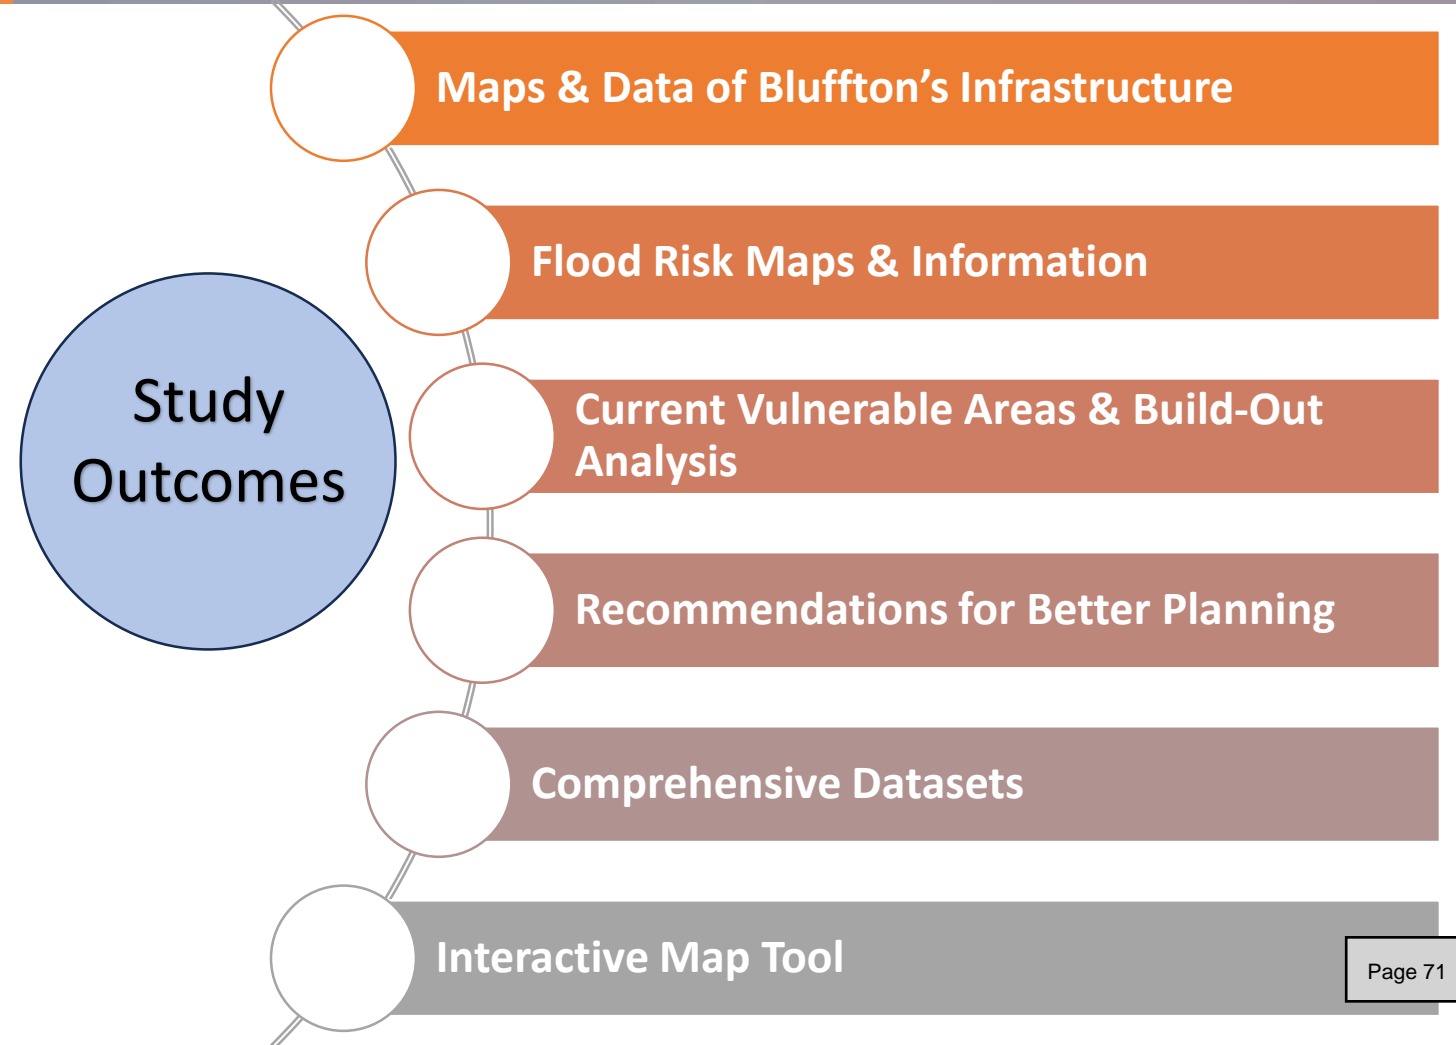 Maps & Data of Bluffton’s Infrastructure
Flood Risk Maps & Information
Study
Outcomes
Current Vulnerable Areas & Build-Out
Analysis
Recommendations for Better Planning
Comprehensive Datasets
Interactive Map Tool
Page 71